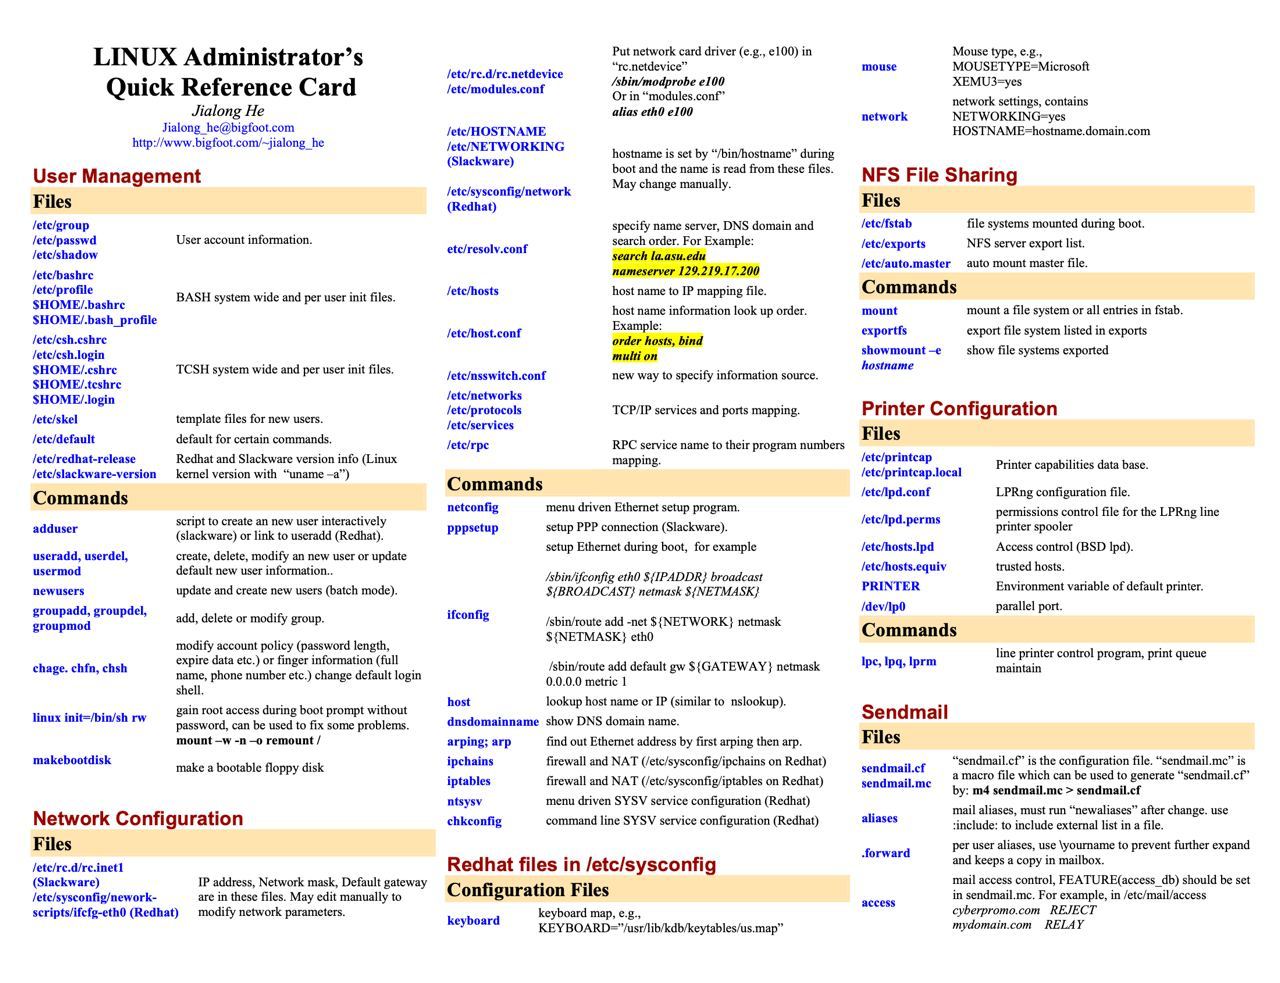 LINUX Administrator’s
Quick Reference Card
Jialong He
Jialong_he@bigfoot.com
http://www.bigfoot.com/~jialong_he
User Management
Files
/etc/group
/etc/passwd
/etc/shadow
User account information.
/etc/bashrc
/etc/profile
$HOME/.bashrc
$HOME/.bash_profile
BASH system wide and per user init files.
/etc/csh.cshrc
/etc/csh.login
$HOME/.cshrc
$HOME/.tcshrc
$HOME/.login
TCSH system wide and per user init files.
/etc/skel
template files for new users.
/etc/default
default for certain commands.
/etc/redhat-release
/etc/slackware-version
Redhat and Slackware version info (Linux
kernel version with “uname –a”)
Commands
adduser
script to create an new user interactively
(slackware) or link to useradd (Redhat).
useradd, userdel,
usermod
create, delete, modify an new user or update
default new user information..
newusers
update and create new users (batch mode).
groupadd, groupdel,
groupmod
add, delete or modify group.
chage. chfn, chsh
modify account policy (password length,
expire data etc.) or finger information (full
name, phone number etc.) change default login
shell.
linux init=/bin/sh rw
gain root access during boot prompt without
password, can be used to fix some problems.
mount –w -n –o remount /
makebootdisk
make a bootable floppy disk
Network Configuration
Files
/etc/rc.d/rc.inet1
(Slackware)
/etc/sysconfig/nework-
scripts/ifcfg-eth0 (Redhat)
IP address, Network mask, Default gateway
are in these files. May edit manually to
modify network parameters.
/etc/rc.d/rc.netdevice
/etc/modules.conf
Put network card driver (e.g., e100) in
“rc.netdevice”
/sbin/modprobe e100
Or in “modules.conf”
alias eth0 e100
/etc/HOSTNAME
/etc/NETWORKING
(Slackware)
/etc/sysconfig/network
(Redhat)
hostname is set by “/bin/hostname” during
boot and the name is read from these files.
May change manually.
etc/resolv.conf
specify name server, DNS domain and
search order. For Example:
search la.asu.edu
nameserver 129.219.17.200
/etc/hosts
host name to IP mapping file.
/etc/host.conf
host name information look up order.
Example:
order hosts, bind
multi on
/etc/nsswitch.conf
new way to specify information source.
/etc/networks
/etc/protocols
/etc/services
TCP/IP services and ports mapping.
/etc/rpc
RPC service name to their program numbers
mapping.
Commands
netconfig
menu driven Ethernet setup program.
pppsetup
setup PPP connection (Slackware).
ifconfig
setup Ethernet during boot,  for example
/sbin/ifconfig eth0 ${IPADDR} broadcast
${BROADCAST} netmask ${NETMASK}
/sbin/route add -net ${NETWORK} netmask
${NETMASK} eth0
/sbin/route add default gw ${GATEWAY} netmask
0.0.0.0 metric 1
host
lookup host name or IP (similar to  nslookup).
dnsdomainname
show DNS domain name.
arping; arp
find out Ethernet address by first arping then arp.
ipchains
firewall and NAT (/etc/sysconfig/ipchains on Redhat)
iptables
firewall and NAT (/etc/sysconfig/iptables on Redhat)
ntsysv
menu driven SYSV service configuration (Redhat)
chkconfig
command line SYSV service configuration (Redhat)
Redhat files in /etc/sysconfig
Configuration Files
keyboard
keyboard map, e.g.,
KEYBOARD=”/usr/lib/kdb/keytables/us.map”
mouse
Mouse type, e.g.,
MOUSETYPE=Microsoft
XEMU3=yes
network
network settings, contains
NETWORKING=yes
HOSTNAME=hostname.domain.com
NFS File Sharing
Files
/etc/fstab
file systems mounted during boot.
/etc/exports
NFS server export list.
/etc/auto.master
auto mount master file.
Commands
mount
mount a file system or all entries in fstab.
exportfs
export file system listed in exports
showmount –e
hostname
show file systems exported
Printer Configuration
Files
/etc/printcap
/etc/printcap.local
Printer capabilities data base.
/etc/lpd.conf
LPRng configuration file.
/etc/lpd.perms
permissions control file for the LPRng line
printer spooler
/etc/hosts.lpd
Access control (BSD lpd).
/etc/hosts.equiv
trusted hosts.
PRINTER
Environment variable of default printer.
/dev/lp0
parallel port.
Commands
lpc, lpq, lprm
line printer control program, print queue
maintain
Sendmail
Files
sendmail.cf
sendmail.mc
“sendmail.cf” is the configuration file. “sendmail.mc” is
a macro file which can be used to generate “sendmail.cf”
by: m4 sendmail.mc > sendmail.cf
aliases
mail aliases, must run “newaliases” after change. use
:include: to include external list in a file.
.forward
per user aliases, use \yourname to prevent further expand
and keeps a copy in mailbox.
access
mail access control, FEATURE(access_db) should be set
in sendmail.mc. For example, in /etc/mail/access
cyberpromo.com   REJECT
mydomain.com    RELAY